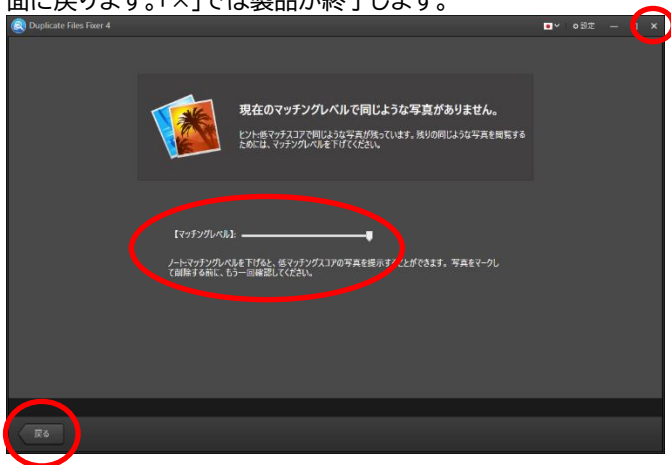 面に戻ります。「×」では製品が終了します。
Duplicate Files Fixer 4
設定
現在のマッチングレベルで同じような写真がありません。
ヒント:低マッチスコアで同じような写真が残っています。残りの同じような写真を閲覧する
ためには、マッチングレベルを下げてください。
【マッチングレベル】:
ノート:マッチングレベルを下げると、低マッチングスコアの写真を提示することができます。 写真をマークし
て削除する前に、もう一回確認してください。
戻る